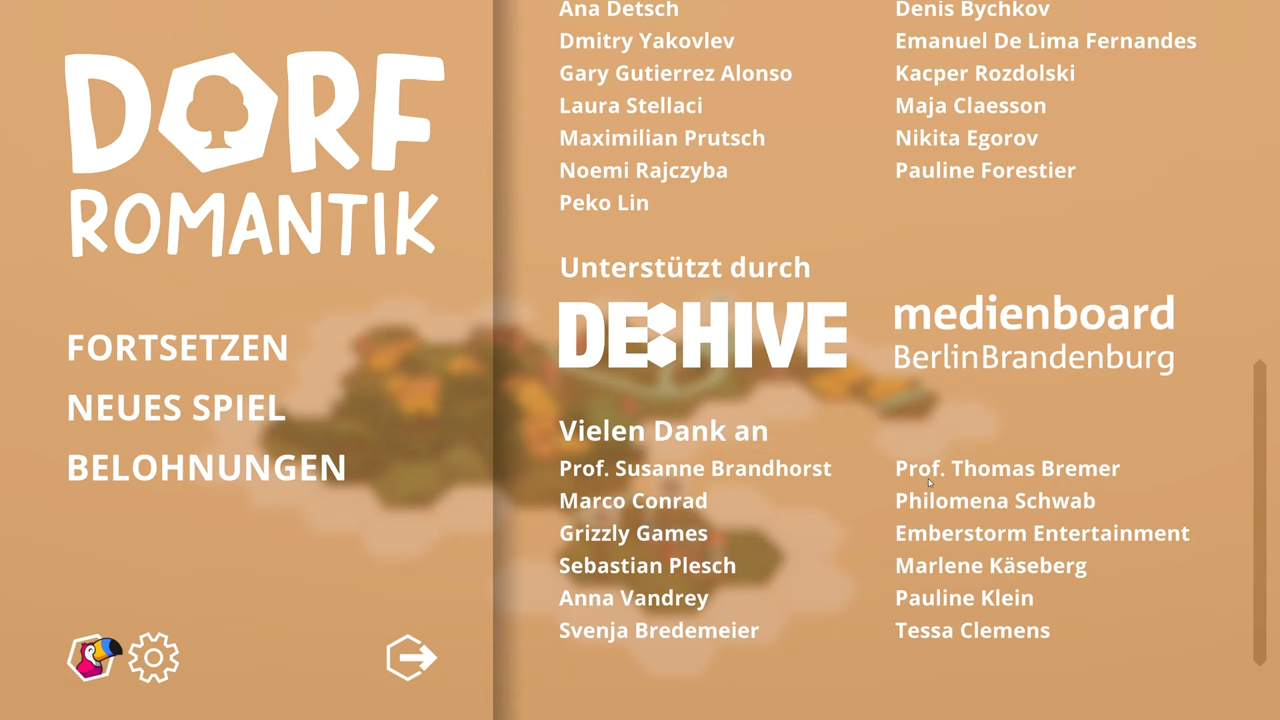 DORF
ROMANTIK
FORTSETZEN
NEUES SPIEL
BELOHNUNGEN
Ana Detsch
Dmitry Yakovlev
Gary Gutierrez Alonso
Laura Stellaci
Maximilian Prutsch
Noemi Rajczyba
Peko Lin
Denis Bychkov
Emanuel De Lima Fernandes
Kacper Rozdolski
Maja Claesson
Nikita Egorov
Pauline Forestier
Unterstützt durch
DE:HIVE
medienboard
BerlinBrandenburg
Vielen Dank an
Prof. Susanne Brandhorst
Marco Conrad
Grizzly Games
Sebastian Plesch
Anna Vandrey
Svenja Bredemeier
Prof. Thomas Bremer
Philomena Schwab
Emberstorm Entertainment
Marlene Käseberg
Pauline Klein
Tessa Clemens